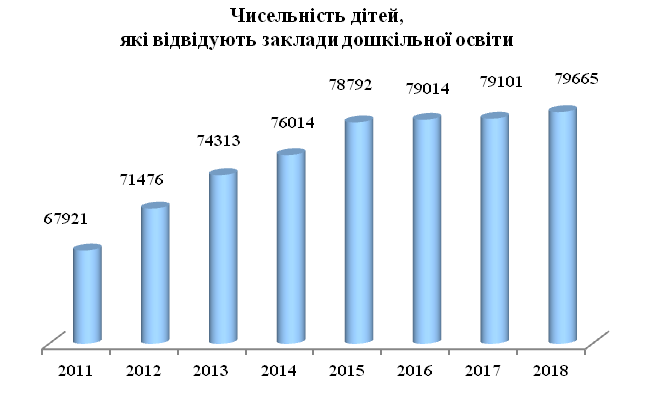 Чисельність дітей,
які відвідують заклади дошкільної освіти
67921
71476
74313
76014
78792
79014
79101
79665
2011 2012 2013 2014 2015 2016 2017 2018